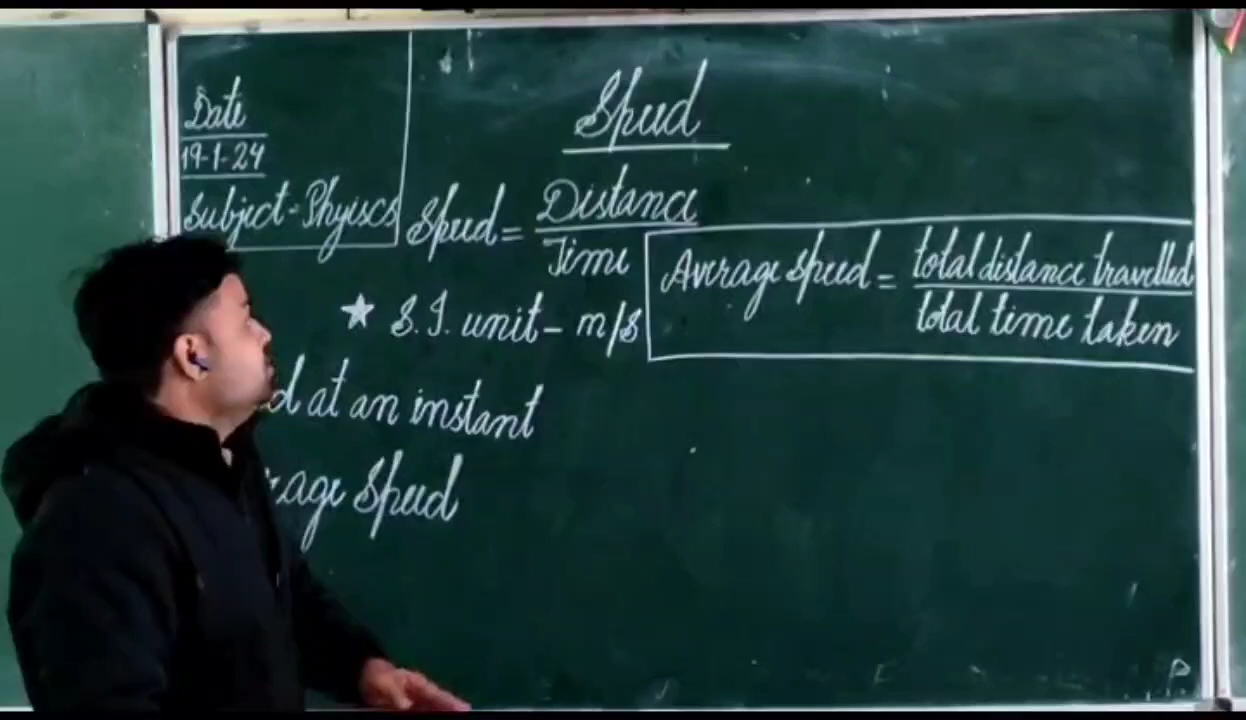 Date
19-1-24
Subject - Phyiscs
Speed
Speed = Distance
Time
Average speed = total distance travelled
total time taken
★ S.I. unit - m/s
at an instant
Speed
P.